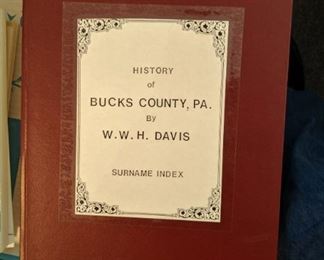 HISTORY
of
BUCKS COUNTY, PA.
By
W. W. H. DAVIS
SURNAME INDEX